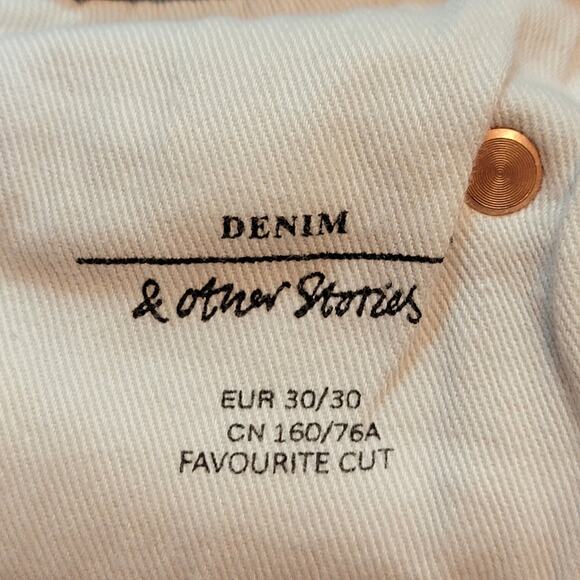 DENIM
& other Stories
EUR 30/30
CN 160/76A
FAVOURITE CUT